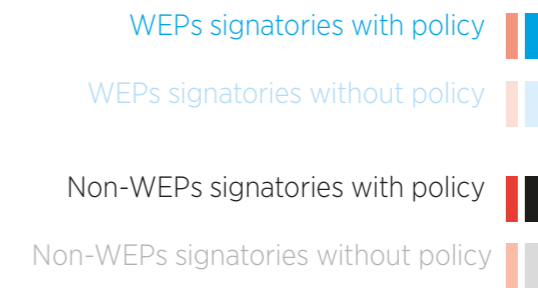 WEPs signatories with policy
WEPs signatories without policy
Non-WEPs signatories with policy
Non-WEPs signatories without policy